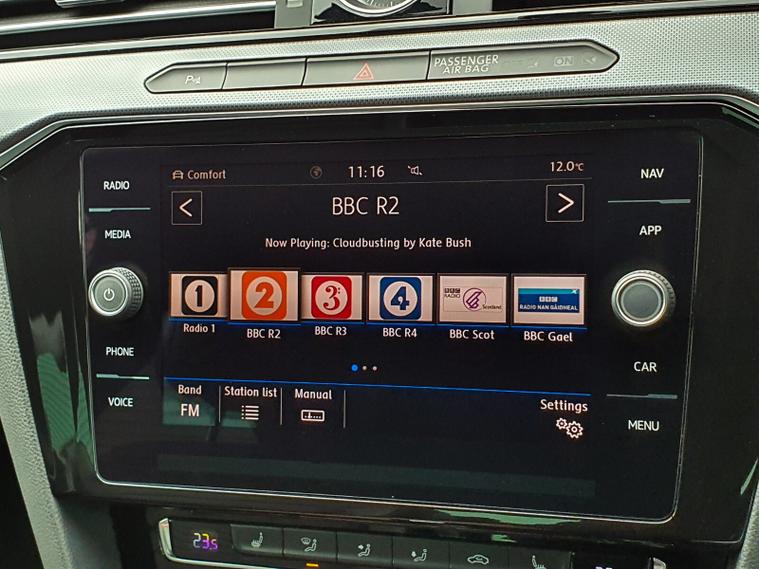 P
PASSENGER
AIR BAG ON
Comfort 11:16 12.0°C
RADIO
NAV
BBC R2
MEDIA
APP
Now Playing: Cloudbusting by Kate Bush
1 2 3 4 BBC RADIO Scotland BBC RADIO NAN GÀIDHEAL
Radio 1 BBC R2 BBC R3 BBC R4 BBC Scot BBC Gael
PHONE
CAR
Band Station list Manual Settings
FM
VOICE
MENU
23.5